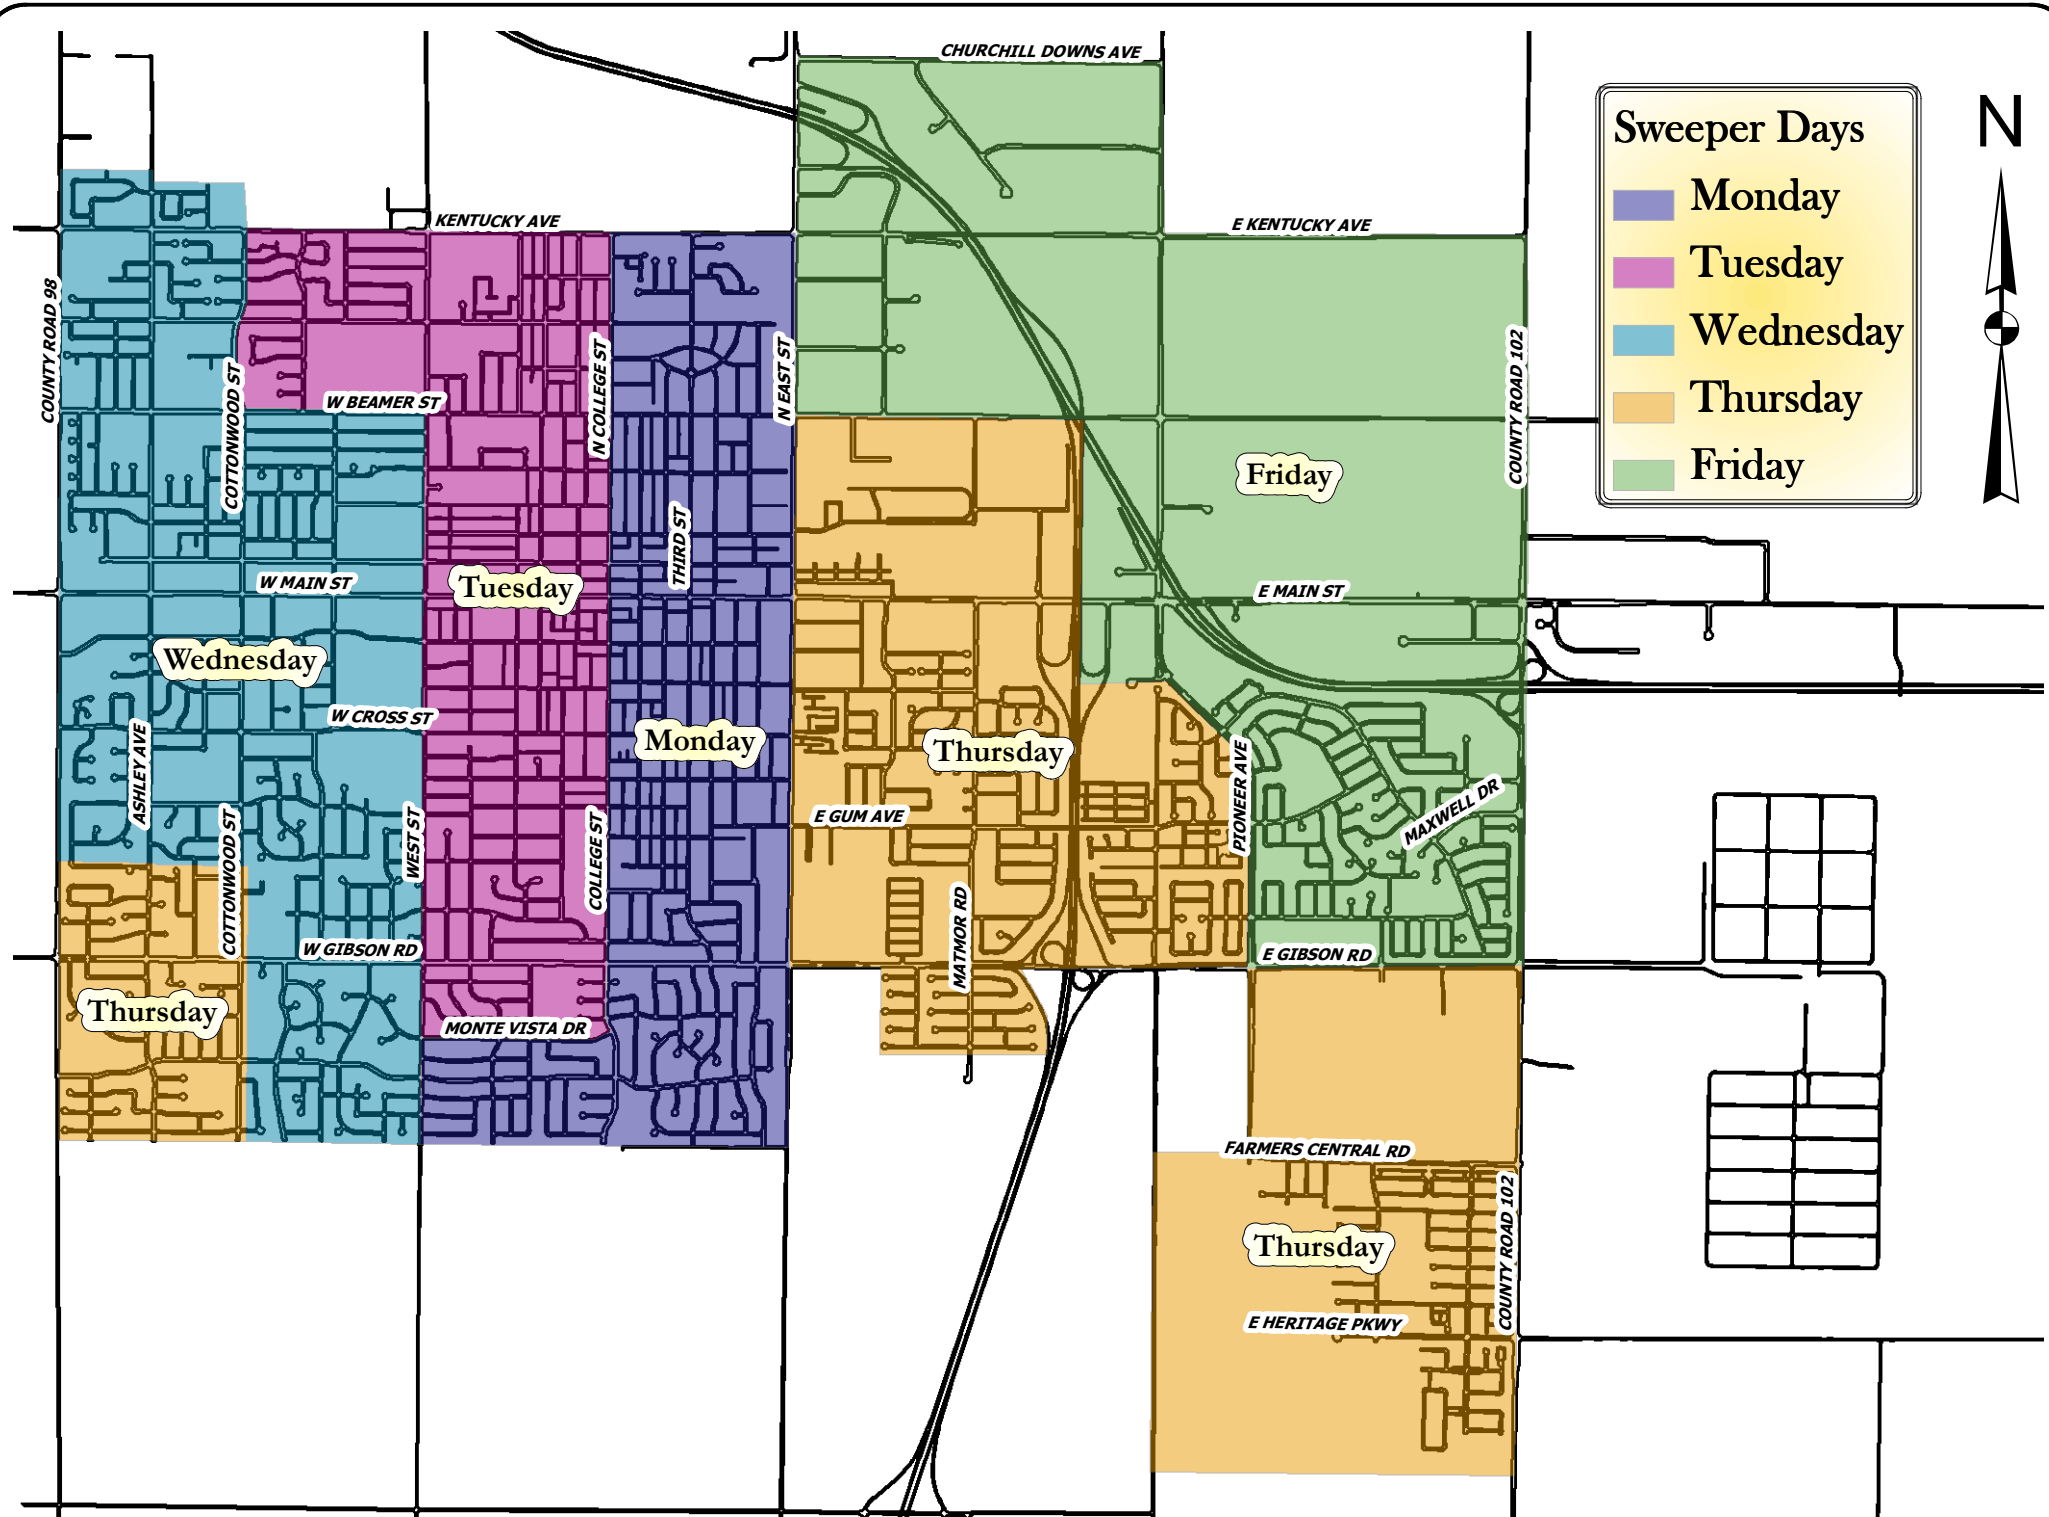 CHURCHILL DOWNS AVE
N
Sweeper Days
Monday
Tuesday
Wednesday
Thursday
Friday
KENTUCKY AVE
E KENTUCKY AVE
COUNTY ROAD 98
COTTONWOOD ST
W BEAMER ST
N COLLEGE ST
N EAST ST
COUNTY ROAD 102
Friday
THIRD ST
W MAIN ST
Tuesday
E MAIN ST
Wednesday
W CROSS ST
Monday
Thursday
ASHLEY AVE
PIONEER AVE
MAXWELL DR
E GUM AVE
COTTONWOOD ST
WEST ST
COLLEGE ST
MATMOR RD
W GIBSON RD
E GIBSON RD
Thursday
MONTE VISTA DR
FARMERS CENTRAL RD
Thursday
COUNTY ROAD 102
E HERITAGE PKWY